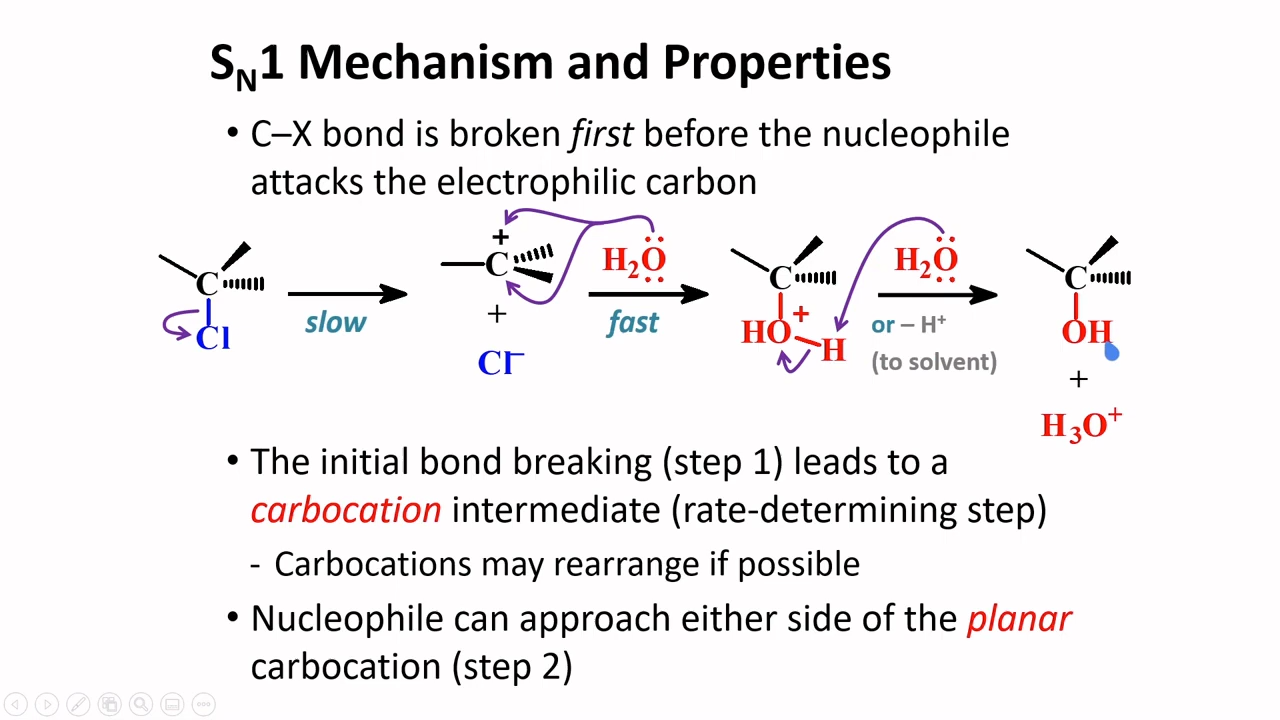 S_N1 Mechanism and Properties
• C–X bond is broken first before the nucleophile
attacks the electrophilic carbon
C
Cl
slow
+
C
+
Cl–
H₂O
fast
C
+
HO
H
H₂O
or – H⁺
(to solvent)
C
OH
+
H₃O⁺
• The initial bond breaking (step 1) leads to a
carbocation intermediate (rate-determining step)
- Carbocations may rearrange if possible
• Nucleophile can approach either side of the planar
carbocation (step 2)